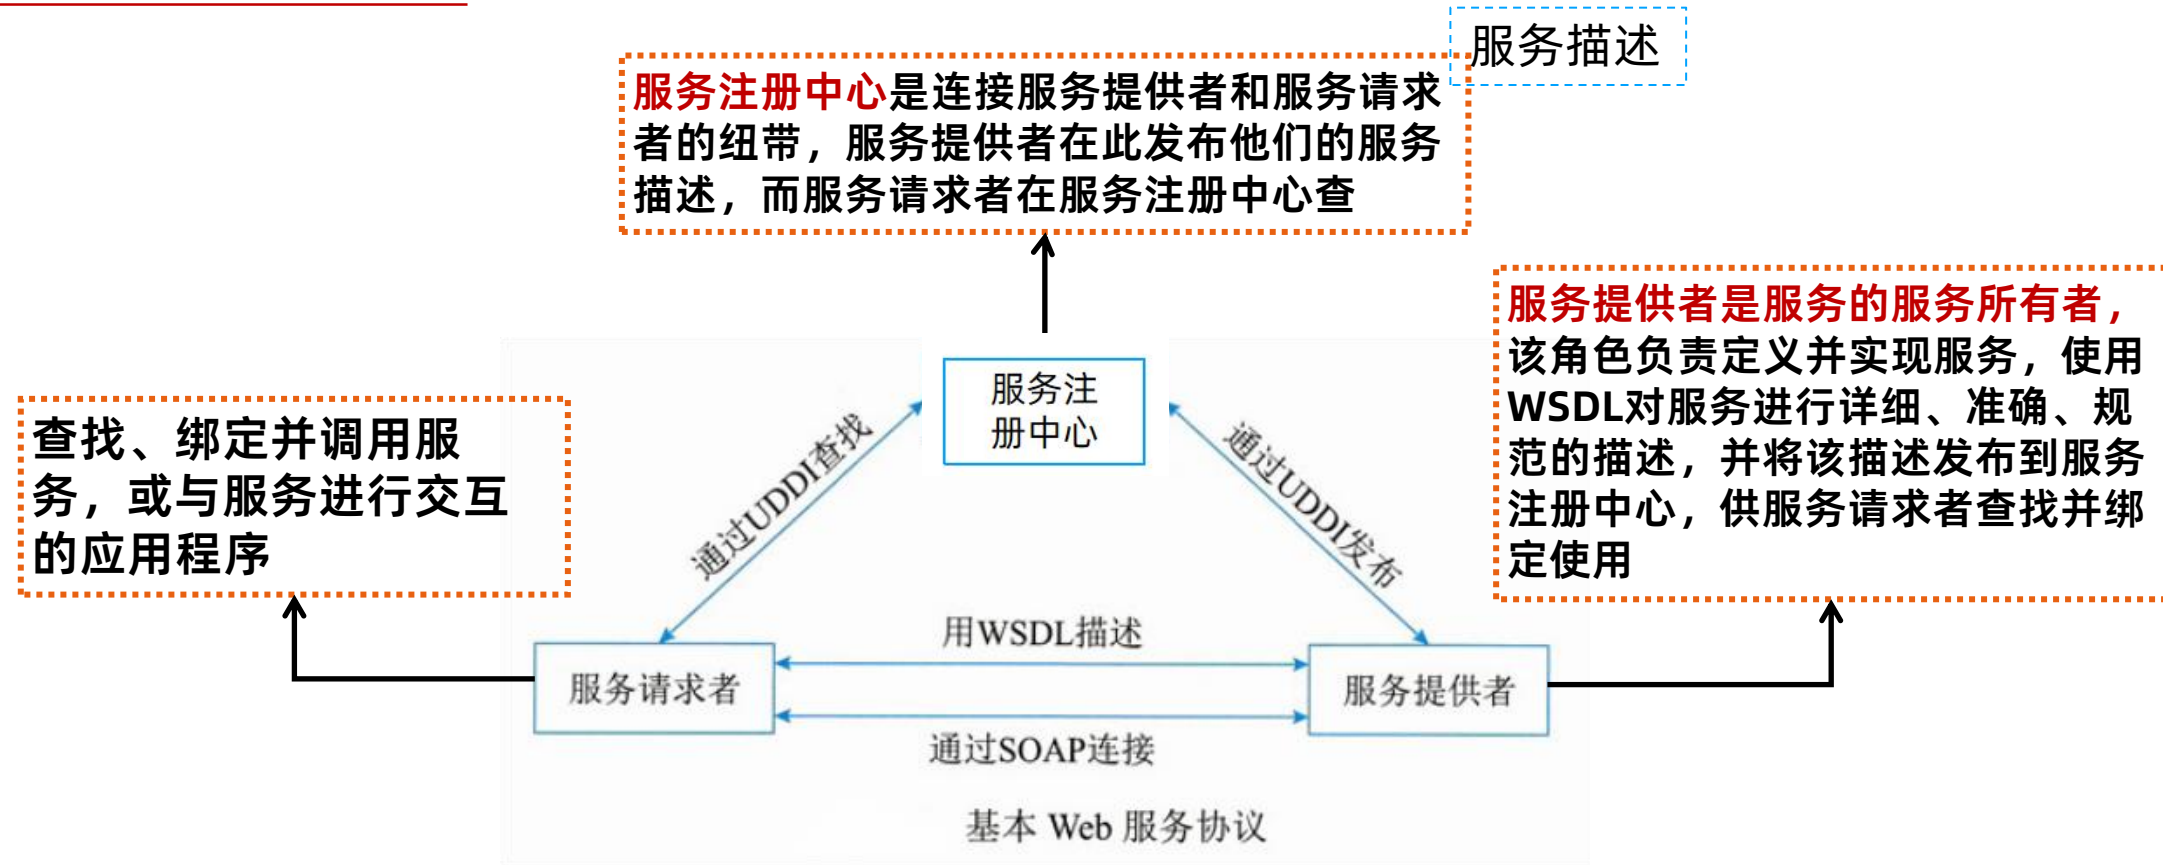 服务描述
服务注册中心是连接服务提供者和服务请求
者的纽带，服务提供者在此发布他们的服务
描述，而服务请求者在服务注册中心查
服务提供者是服务的服务所有者，
该角色负责定义并实现服务，使用
WSDL对服务进行详细、准确、规
范的描述，并将该描述发布到服务
注册中心，供服务请求者查找并绑
定使用
查找、绑定并调用服
务，或与服务进行交互
的应用程序
服务注
册中心
通过UDDI查找
通过UDDI发布
用WSDL描述
服务请求者
服务提供者
通过SOAP连接
基本 Web 服务协议